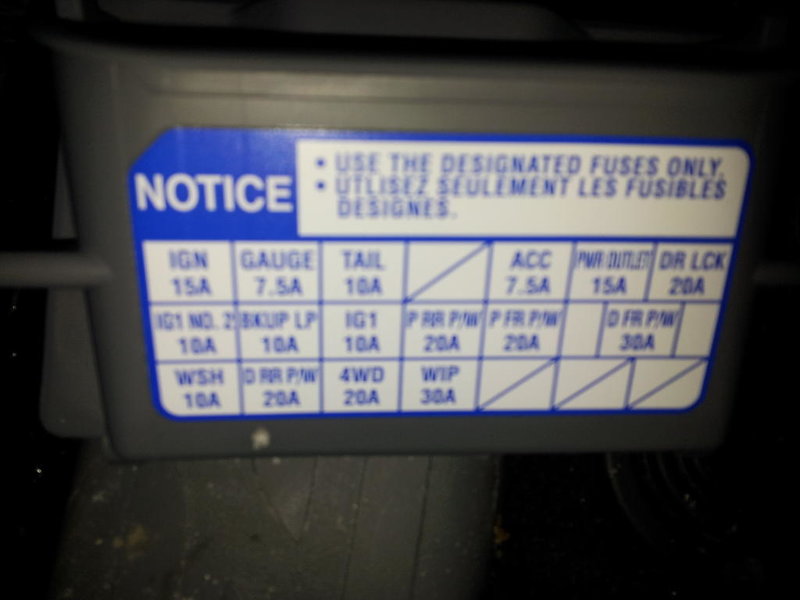 NOTICE
• USE THE DESIGNATED FUSES ONLY.
• UTLISEZ SEULEMENT LES FUSIBLES
DESIGNES.
IGN GAUGE TAIL ACC PWR OUTLET DR LCK
15A 7.5A 10A 7.5A 15A 20A
IG1 NO. 2 BKUP LP IG1 P RR P/W P FR P/W D FR P/W
10A 10A 10A 20A 20A 30A
WSH D RR P/W 4WD WIP
10A 20A 20A 30A